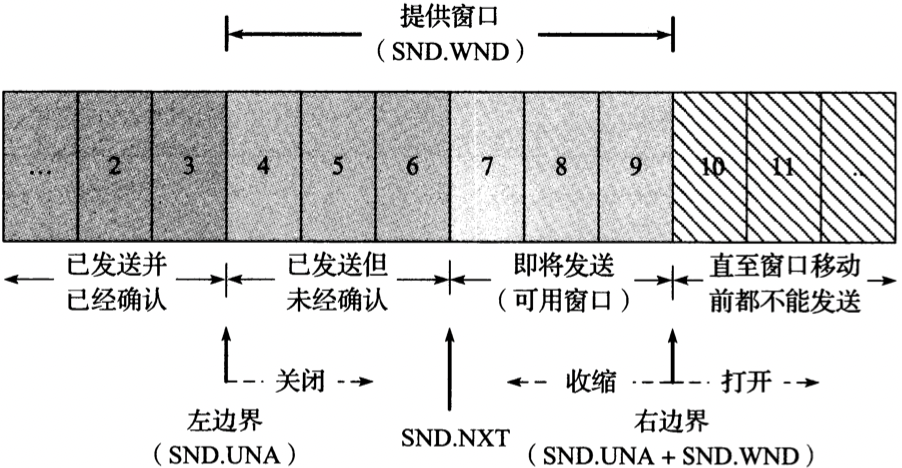 提供窗口
（SND.WND）
… 2 3 4 5 6 7 8 9 10 11 ..
已发送并
已经确认
已发送但
未经确认
即将发送
（可用窗口）
直至窗口移动
前都不能发送
关闭
收缩
打开
左边界
（SND.UNA）
SND.NXT
右边界
（SND.UNA + SND.WND）